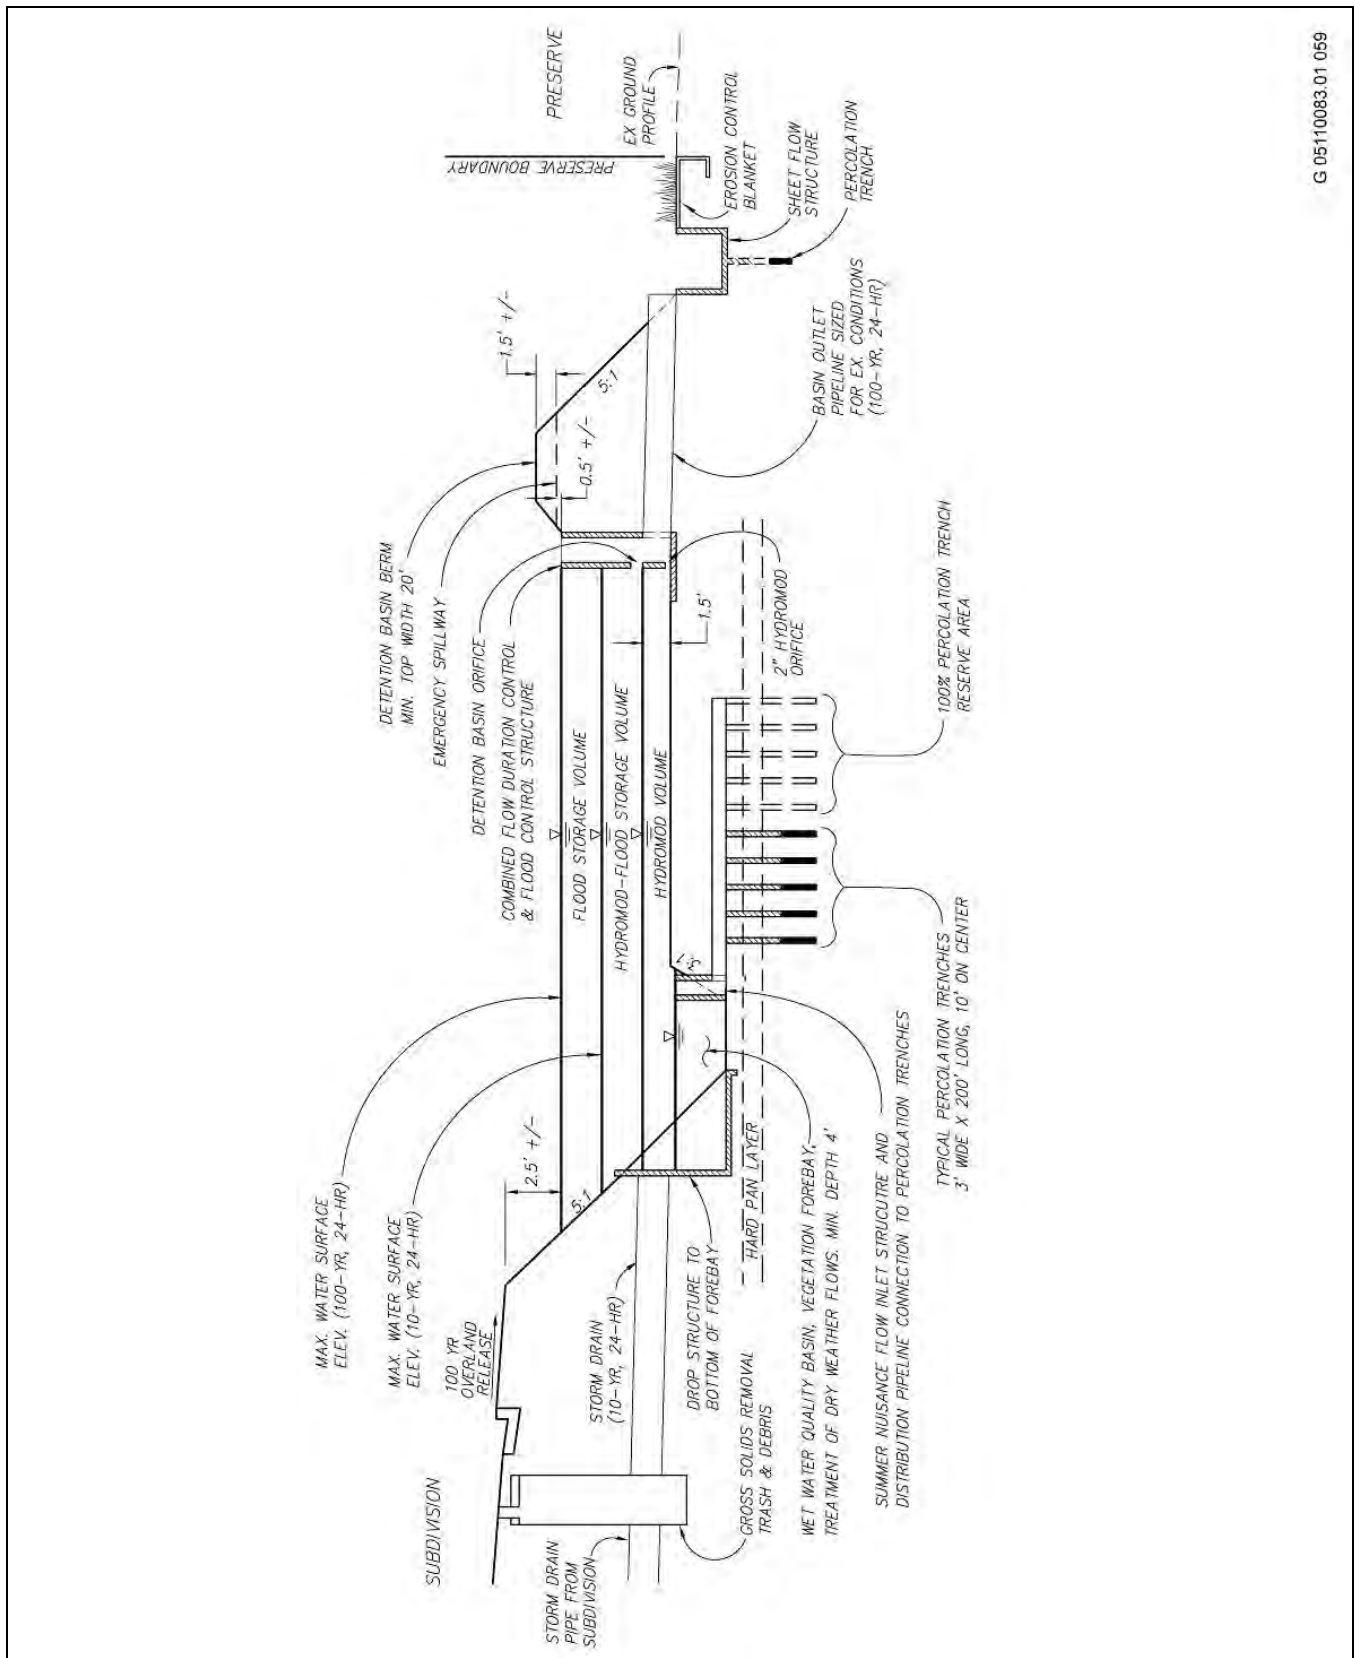 G 05110083.01 059
SUBDIVISION
PRESERVE
PRESERVE BOUNDARY
EX GROUND
PROFILE
MAX. WATER SURFACE
ELEV. (100-YR, 24-HR)
MAX. WATER SURFACE
ELEV. (10-YR, 24-HR)
100 YR
OVERLAND
RELEASE
2.5' +/-
5:1
DETENTION BASIN BERM
MIN. TOP WIDTH 20'
EMERGENCY SPILLWAY
DETENTION BASIN ORIFICE
COMBINED FLOW DURATION CONTROL
& FLOOD CONTROL STRUCTURE
1.5' +/-
0.5' +/-
5:1
FLOOD STORAGE VOLUME
HYDROMOD-FLOOD STORAGE VOLUME
HYDROMOD VOLUME
1.5'
EROSION CONTROL
BLANKET
SHEET FLOW
STRUCTURE
PERCOLATION
TRENCH
BASIN OUTLET
PIPELINE SIZED
FOR EX. CONDITIONS
(100-YR, 24-HR)
2" HYDROMOD
ORIFICE
STORM DRAIN
PIPE FROM
SUBDIVISION
STORM DRAIN
(10-YR, 24-HR)
GROSS SOLIDS REMOVAL
TRASH & DEBRIS
DROP STRUCTURE TO
BOTTOM OF FOREBAY
HARD PAN LAYER
WET WATER QUALITY BASIN, VEGETATION FOREBAY,
TREATMENT OF DRY WEATHER FLOWS. MIN. DEPTH 4'
SUMMER NUISANCE FLOW INLET STRUCUTRE AND
DISTRIBUTION PIPELINE CONNECTION TO PERCOLATION TRENCHES
TYPICAL PERCOLATION TRENCHES
3' WIDE X 200' LONG, 10' ON CENTER
100% PERCOLATION TRENCH
RESERVE AREA